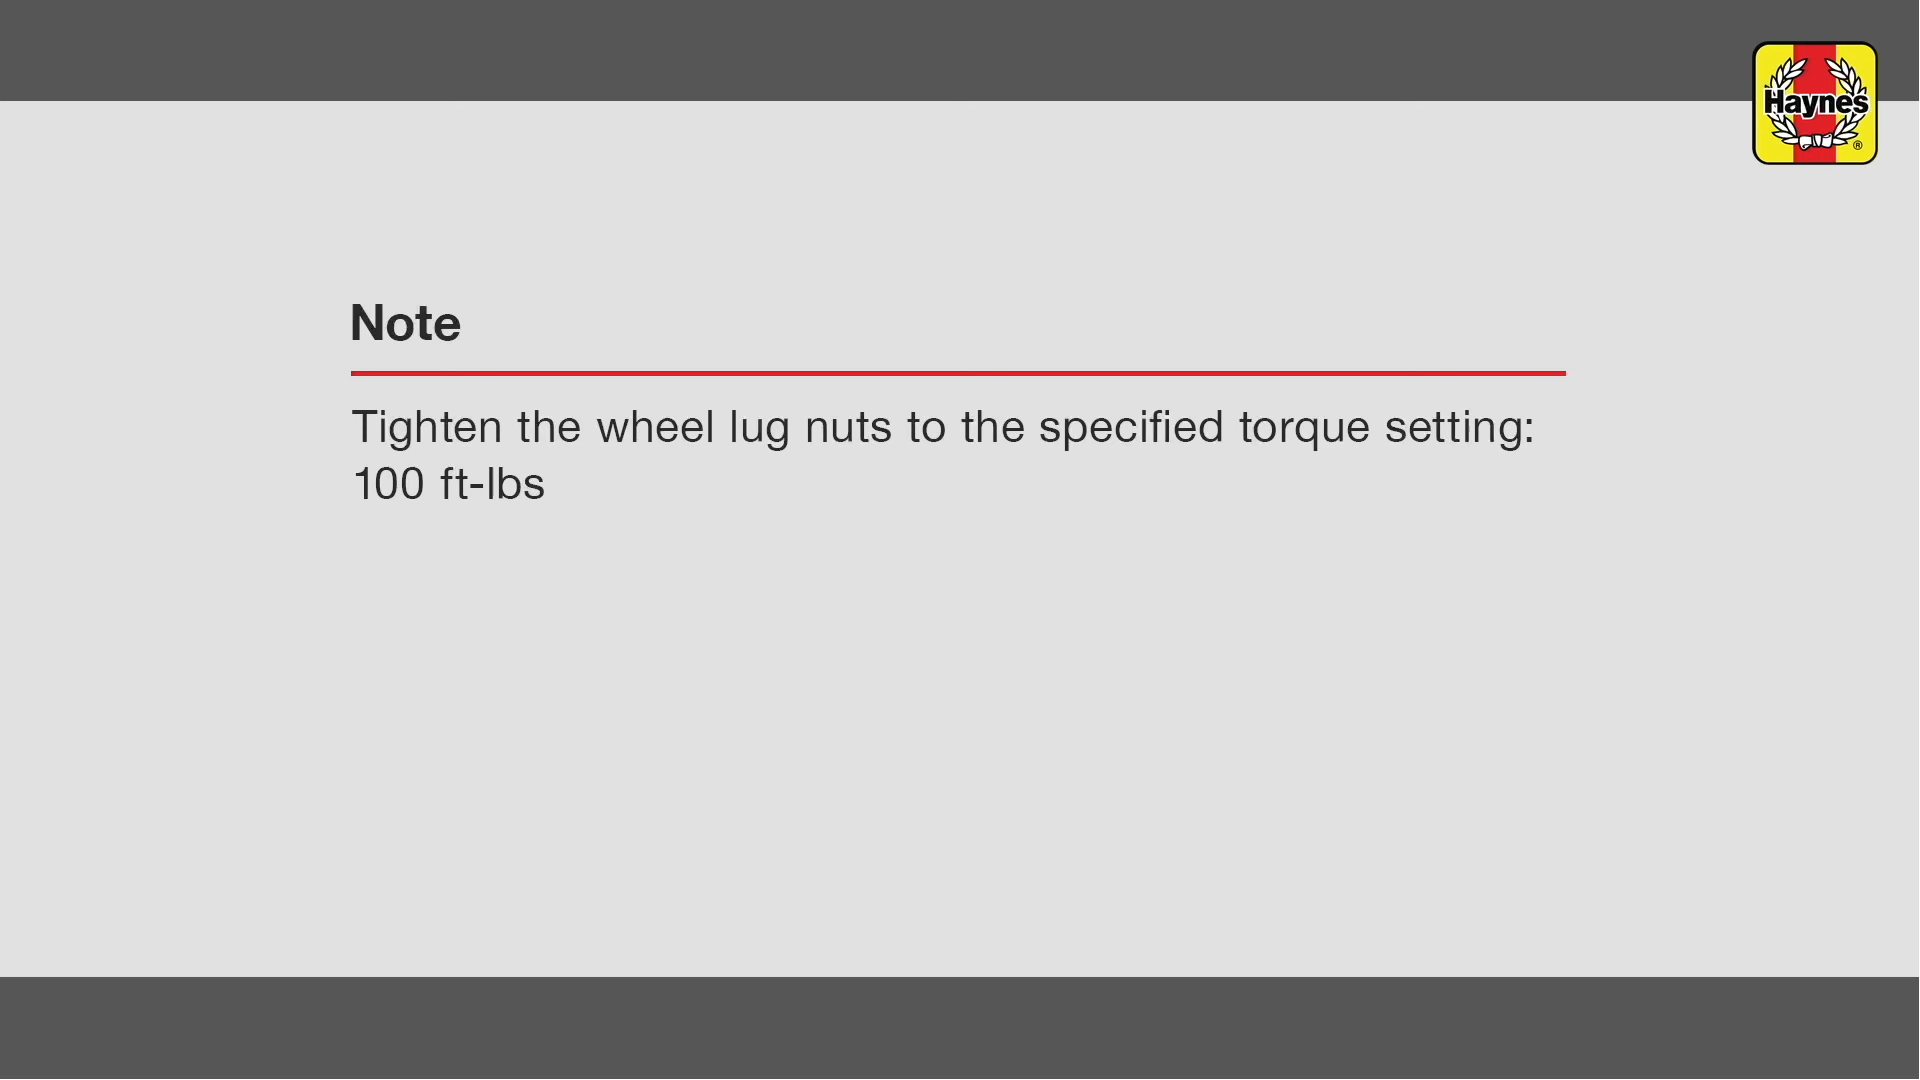 Haynes
®
Note
Tighten the wheel lug nuts to the specified torque setting:
100 ft-lbs